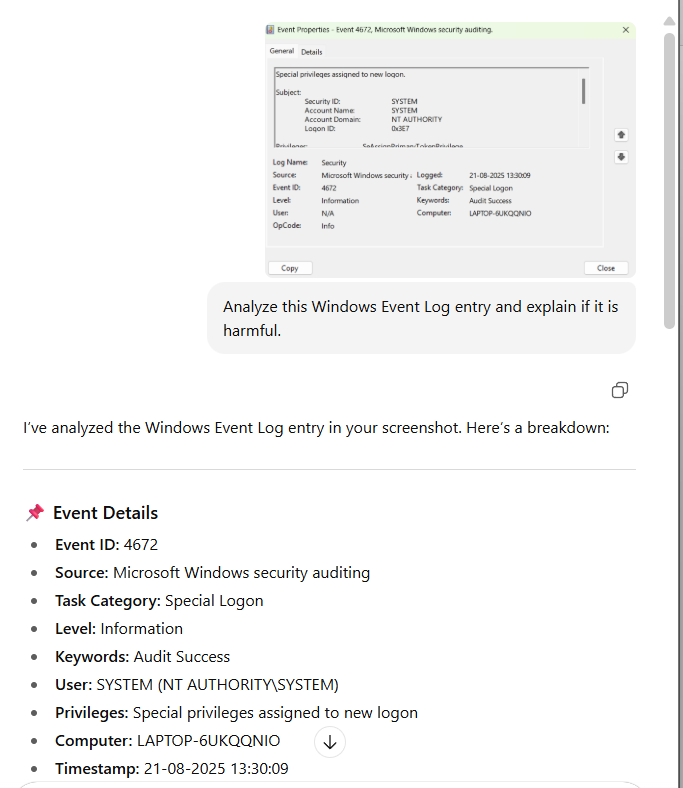 Event Properties - Event 4672, Microsoft Windows security auditing.
General Details
Special privileges assigned to new logon.
Subject:
Security ID: SYSTEM
Account Name: SYSTEM
Account Domain: NT AUTHORITY
Logon ID: 0x3E7
Privileges: SeAssignPrimaryTokenPrivilege
Log Name: Security
Source: Microsoft Windows security Logged: 21-08-2025 13:30:09
Event ID: 4672 Task Category: Special Logon
Level: Information Keywords: Audit Success
User: N/A Computer: LAPTOP-6UKQQNIO
OpCode: Info
Copy Close
Analyze this Windows Event Log entry and explain if it is
harmful.
I've analyzed the Windows Event Log entry in your screenshot. Here's a breakdown:
📌 Event Details
• Event ID: 4672
• Source: Microsoft Windows security auditing
• Task Category: Special Logon
• Level: Information
• Keywords: Audit Success
• User: SYSTEM (NT AUTHORITY\SYSTEM)
• Privileges: Special privileges assigned to new logon
• Computer: LAPTOP-6UKQQNIO
• Timestamp: 21-08-2025 13:30:09